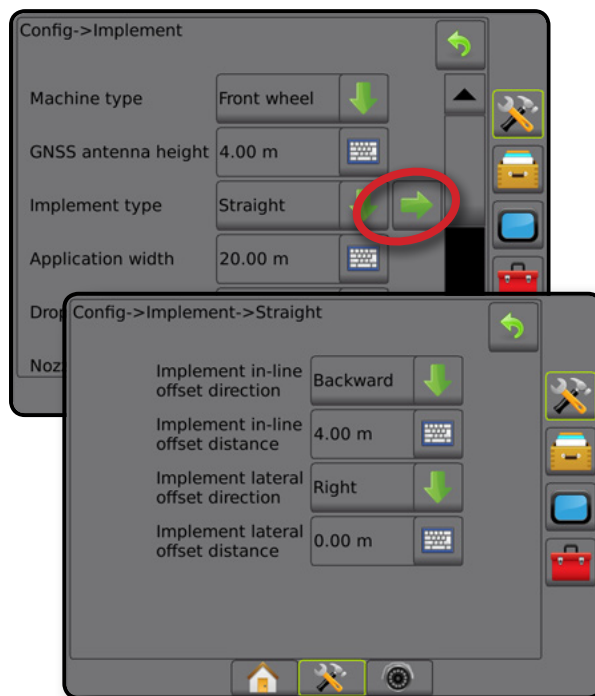 Config->Implement
Machine type
Front wheel
GNSS antenna height
4.00 m
Implement type
Straight
Application width
20.00 m
Config->Implement->Straight
Implement in-line
offset direction
Backward
Implement in-line
offset distance
4.00 m
Implement lateral
offset direction
Right
Implement lateral
offset distance
0.00 m